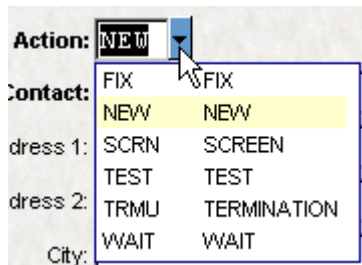 Action: NEW
Contact:
FIX FIX
NEW NEW
dress 1: SCRN SCREEN
TEST TEST
dress 2: TRMU TERMINATION
City: WAIT WAIT